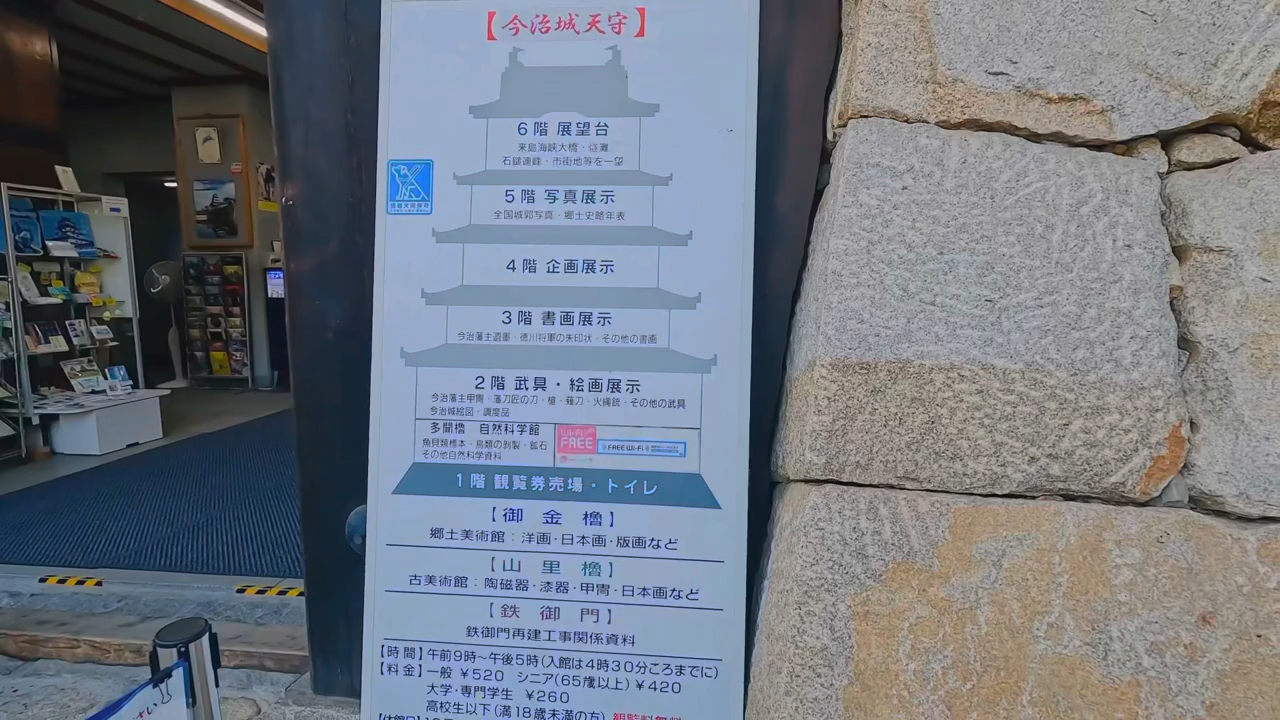 【今治城天守】
6階 展望台
来島海峡大橋・燧灘
石鎚連峰・市街地等を一望
5階 写真展示
全国城郭写真・郷土史略年表
4階 企画展示
3階 書画展示
今治藩主遺墨・徳川将軍の朱印状・その他の書画
2階 武具・絵画展示
今治藩主甲冑・藩刀匠の刀・槍・薙刀・火縄銃・その他の武具
今治城絵図・調度品
多聞櫓 自然科学館
魚貝類標本・鳥類の剥製・鉱石
その他自然科学資料
Wi-Fi
FREE
FREE Wi-Fi
1階 観覧券売場・トイレ
【御金櫓】
郷土美術館:洋画・日本画・版画など
【山里櫓】
古美術館:陶磁器・漆器・甲冑・日本画など
【鉄御門】
鉄御門再建工事関係資料
【時間】午前9時~午後5時(入館は4時30分ころまでに)
【料金】一般 ¥520 シニア(65歳以上)¥420
大学・専門学生 ¥260
高校生以下(満18歳未満の方) 観覧料無料
さい